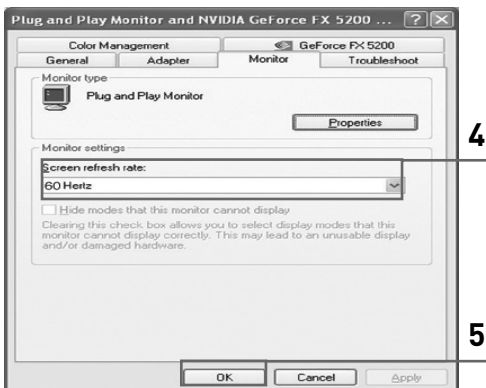 Plug and Play Monitor and NVIDIA GeForce FX 5200 ...
Color Management
GeForce FX 5200
General
Adapter
Monitor
Troubleshoot
Monitor type
Plug and Play Monitor
Properties
4
Monitor settings
Screen refresh rate:
60 Hertz
Hide modes that this monitor cannot display
Clearing this check box allows you to select display modes that this
monitor cannot display correctly. This may lead to an unusable display
and/or damaged hardware.
5
OK
Cancel
Apply